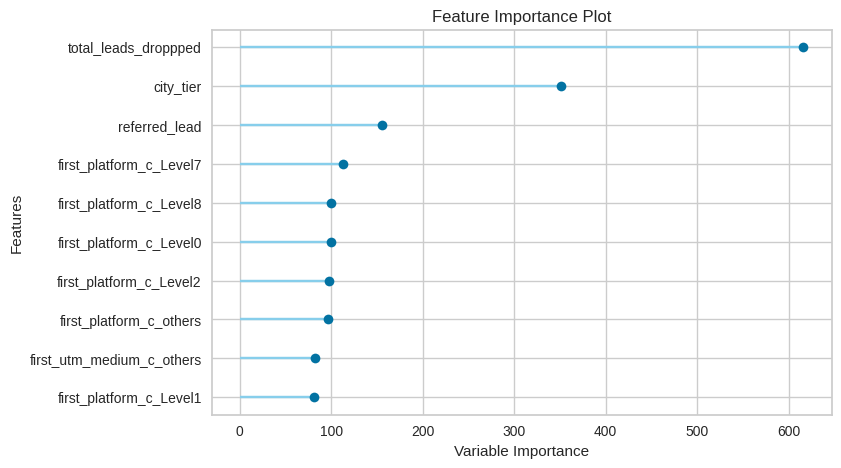 Feature Importance Plot
total_leads_droppped
city_tier
referred_lead
first_platform_c_Level7
first_platform_c_Level8
first_platform_c_Level0
first_platform_c_Level2
first_platform_c_others
first_utm_medium_c_others
first_platform_c_Level1
Features
0 100 200 300 400 500 600
Variable Importance